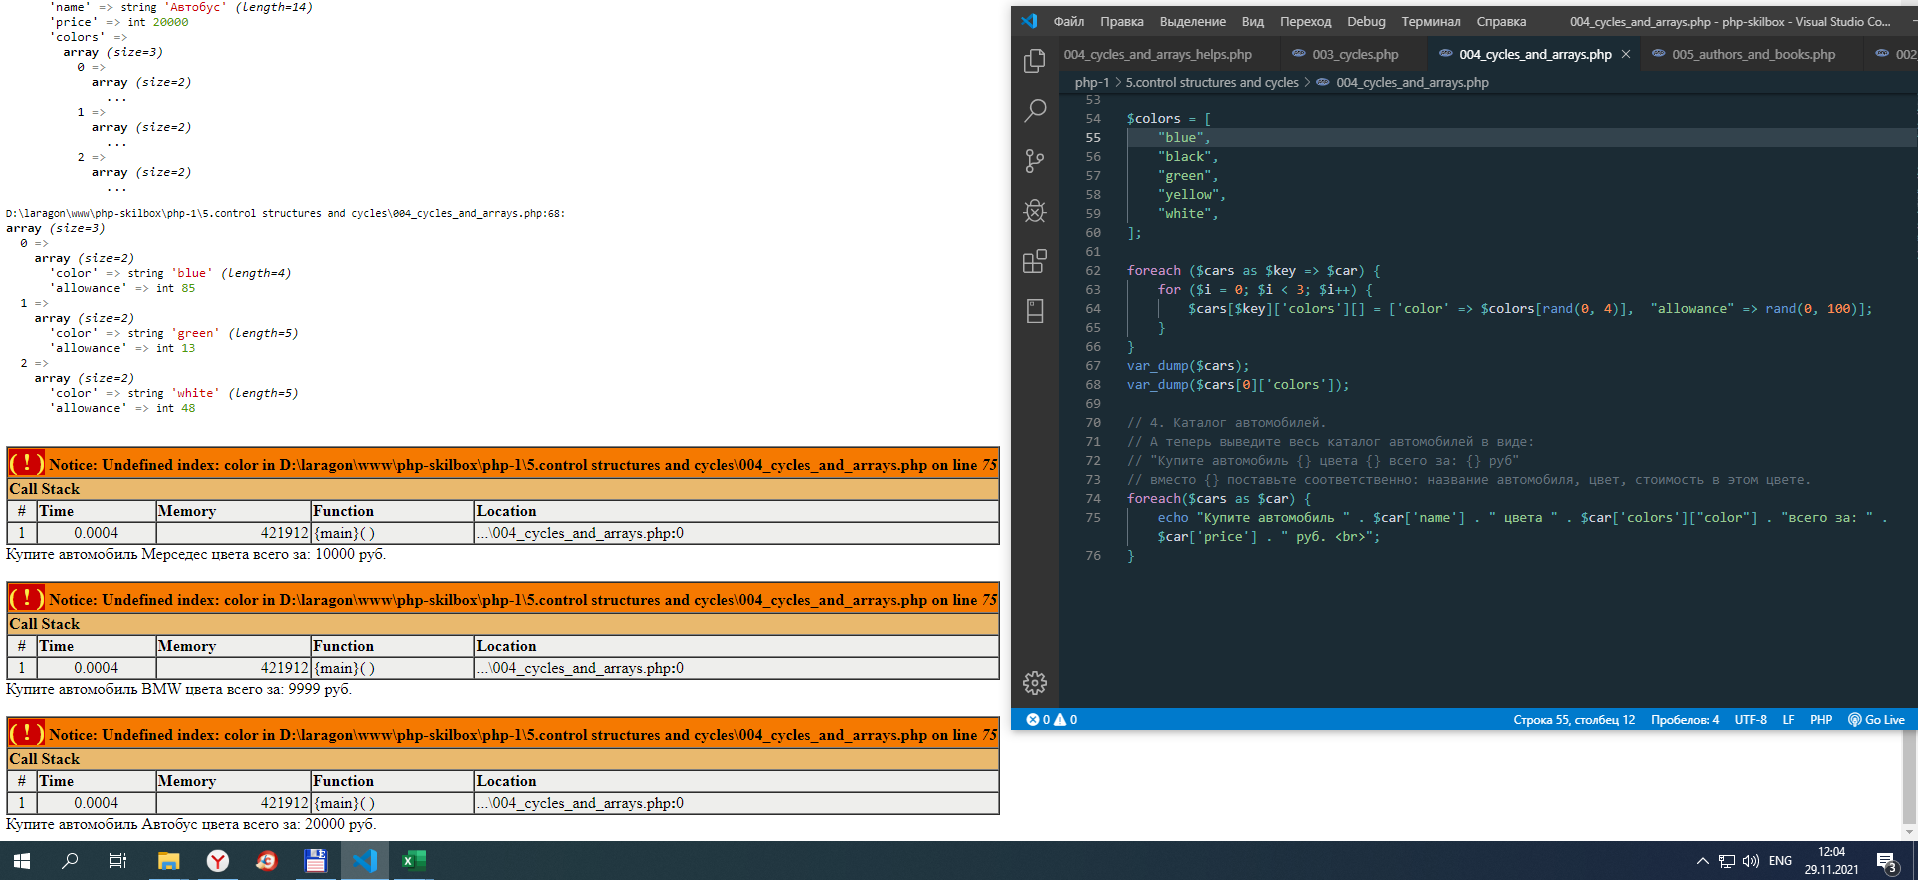 'name' => string 'Автобус' (length=14)
'price' => int 20000
'colors' =>
array (size=3)
0 =>
array (size=2)
...
1 =>
array (size=2)
...
2 =>
array (size=2)
...
D:\laragon\www\php-skilbox\php-1\5.control structures and cycles\004_cycles_and_arrays.php:68:
array (size=3)
0 =>
array (size=2)
'color' => string 'blue' (length=4)
'allowance' => int 85
1 =>
array (size=2)
'color' => string 'green' (length=5)
'allowance' => int 13
2 =>
array (size=2)
'color' => string 'white' (length=5)
'allowance' => int 48
( ! ) Notice: Undefined index: color in D:\laragon\www\php-skilbox\php-1\5.control structures and cycles\004_cycles_and_arrays.php on line 75
Call Stack
# Time Memory Function Location
1 0.0004 421912 {main}( ) ...\004_cycles_and_arrays.php:0
Купите автомобиль Мерседес цвета всего за: 10000 руб.
( ! ) Notice: Undefined index: color in D:\laragon\www\php-skilbox\php-1\5.control structures and cycles\004_cycles_and_arrays.php on line 75
Call Stack
# Time Memory Function Location
1 0.0004 421912 {main}( ) ...\004_cycles_and_arrays.php:0
Купите автомобиль BMW цвета всего за: 9999 руб.
( ! ) Notice: Undefined index: color in D:\laragon\www\php-skilbox\php-1\5.control structures and cycles\004_cycles_and_arrays.php on line 75
Call Stack
# Time Memory Function Location
1 0.0004 421912 {main}( ) ...\004_cycles_and_arrays.php:0
Купите автомобиль Автобус цвета всего за: 20000 руб.
Файл Правка Выделение Вид Переход Debug Терминал Справка 004_cycles_and_arrays.php - php-skilbox - Visual Studio Co...
004_cycles_and_arrays_helps.php 003_cycles.php 004_cycles_and_arrays.php 005_authors_and_books.php 002
php-1 > 5.control structures and cycles > 004_cycles_and_arrays.php
53
54 $colors = [
55 "blue",
56 "black",
57 "green",
58 "yellow",
59 "white",
60 ];
61
62 foreach ($cars as $key => $car) {
63 for ($i = 0; $i < 3; $i++) {
64 $cars[$key]['colors'][] = ['color' => $colors[rand(0, 4)], "allowance" => rand(0, 100)];
65 }
66 }
67 var_dump($cars);
68 var_dump($cars[0]['colors']);
69
70 // 4. Каталог автомобилей.
71 // А теперь выведите весь каталог автомобилей в виде:
72 // "Купите автомобиль {} цвета {} всего за: {} руб"
73 // вместо {} поставьте соответственно: название автомобиля, цвет, стоимость в этом цвете.
74 foreach($cars as $car) {
75 echo "Купите автомобиль " . $car['name'] . " цвета " . $car['colors']["color"] . "всего за: " .
$car['price'] . " руб. <br>";
76 }
0 0 Строка 55, столбец 12 Пробелов: 4 UTF-8 LF PHP Go Live
ENG 12:04
29.11.2021 3